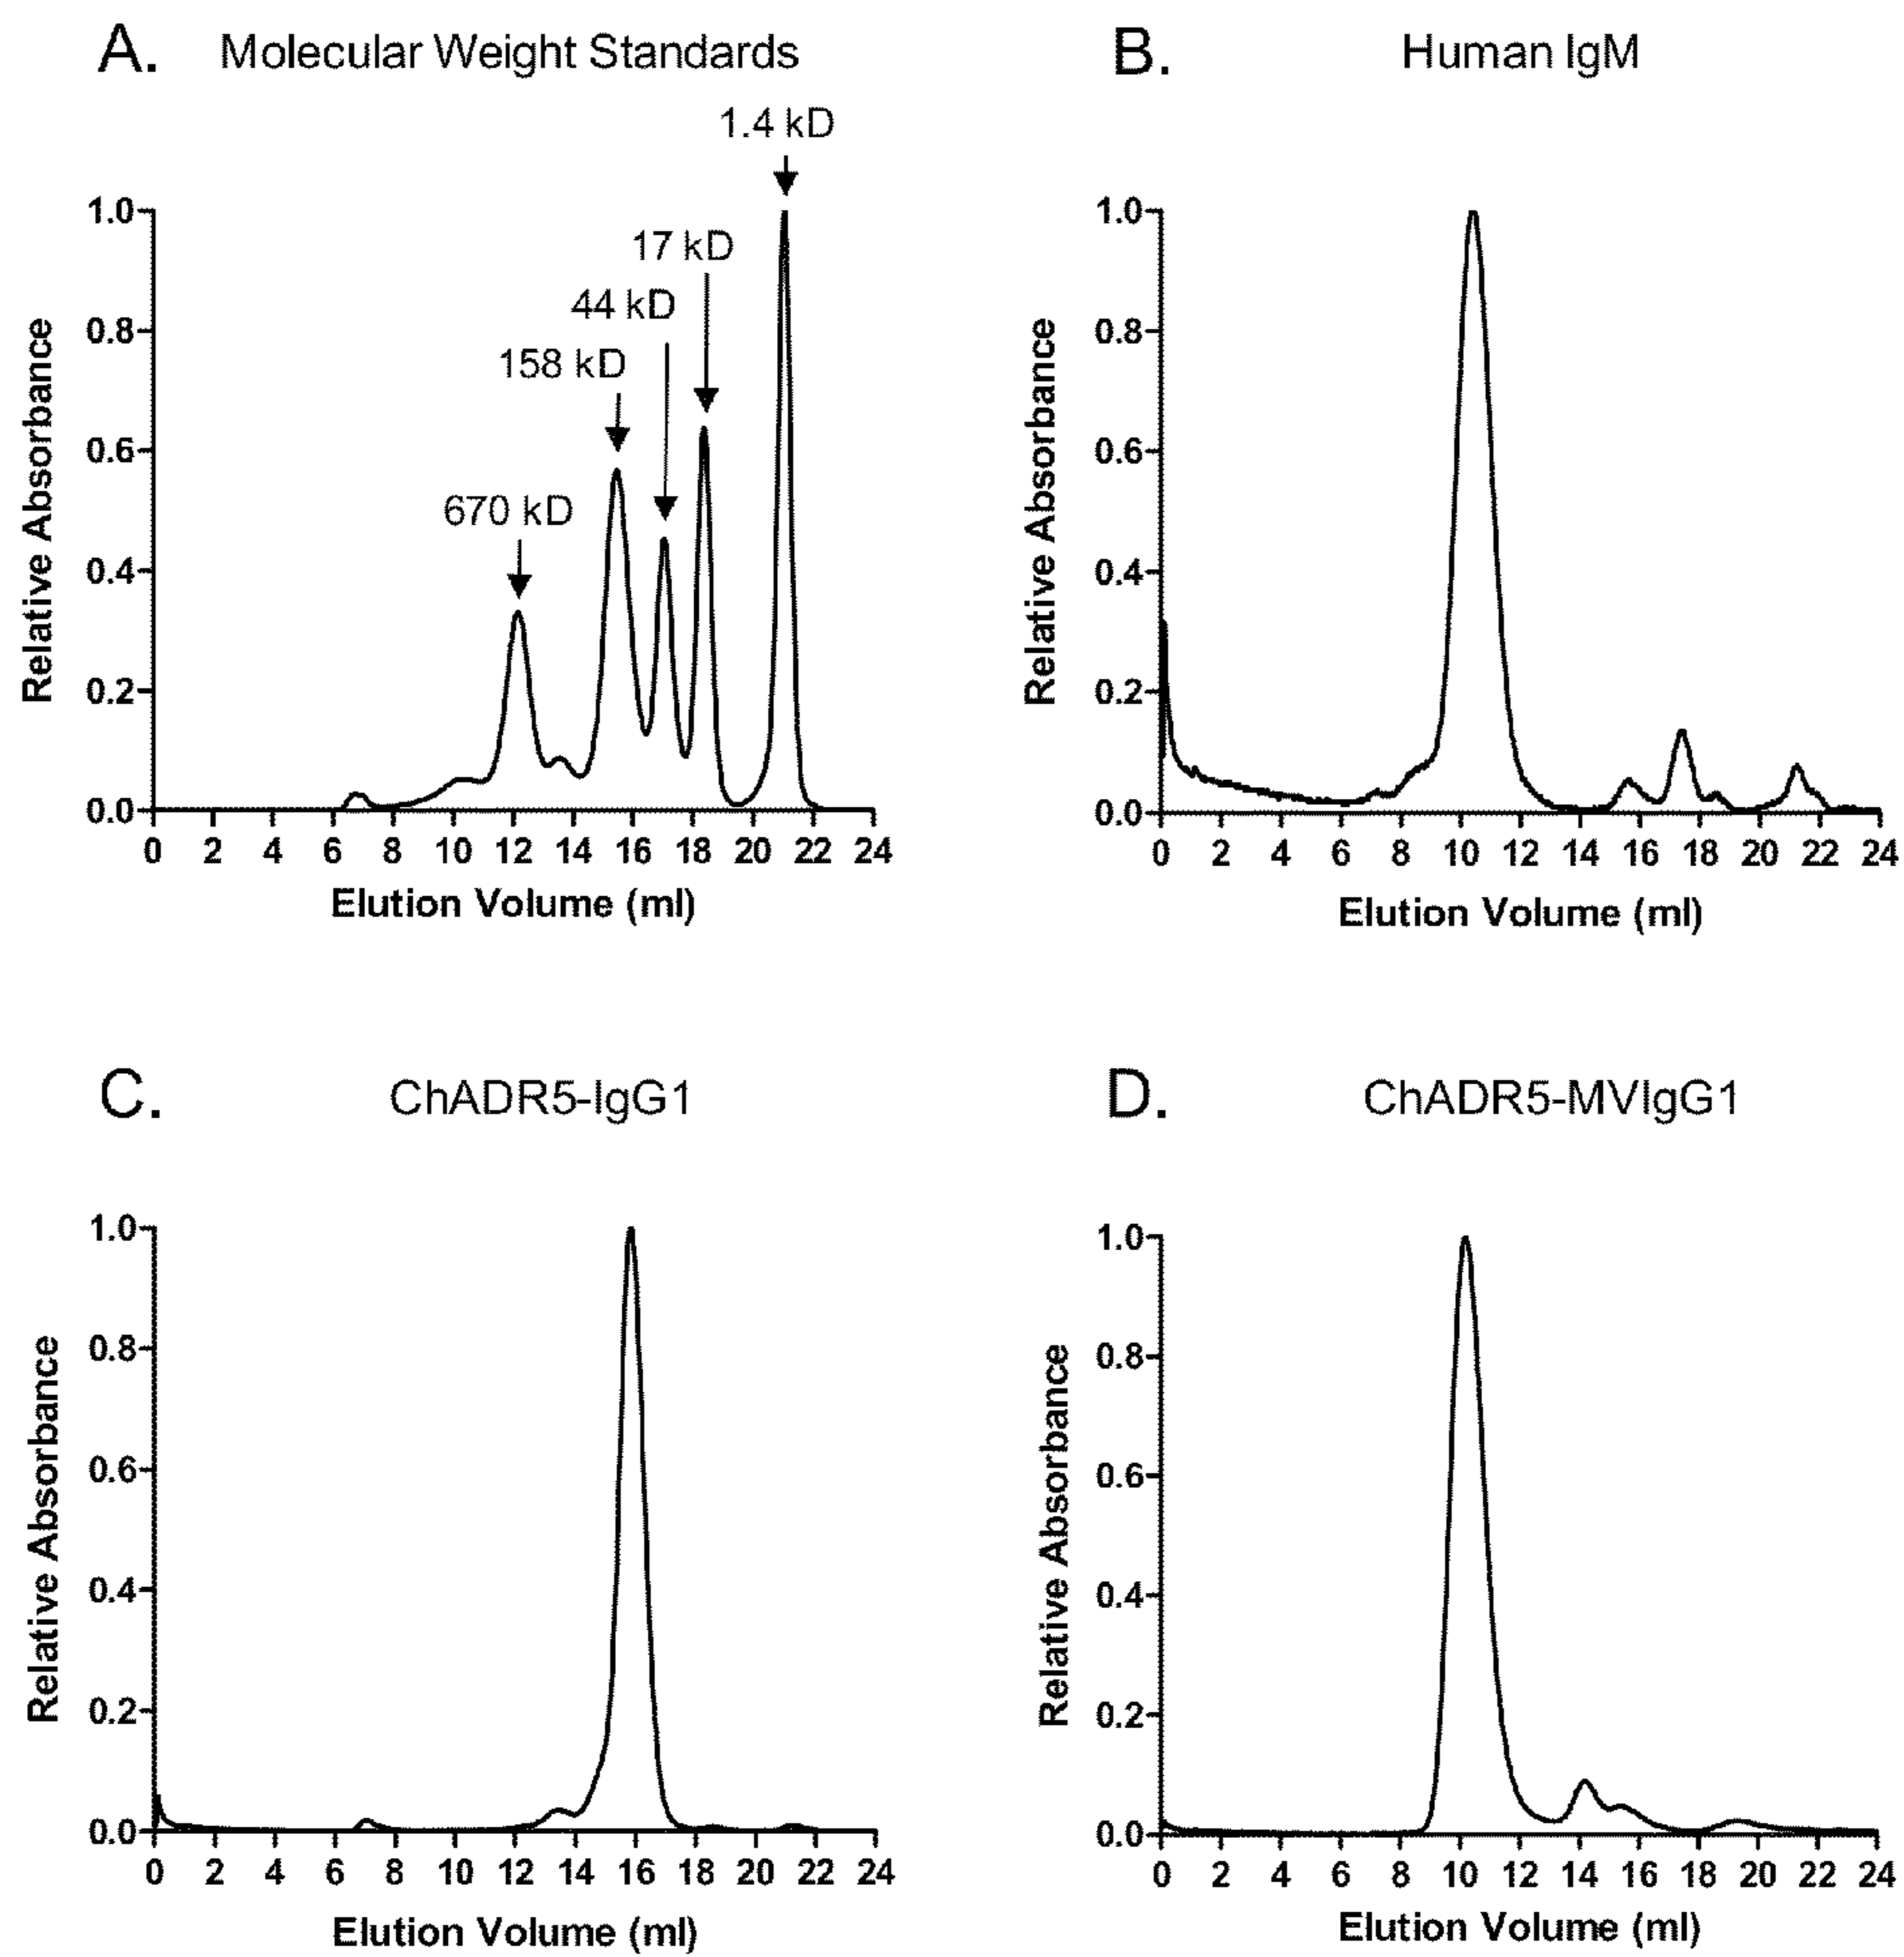 A. Molecular Weight Standards
1.4 kD
17 kD
44 kD
158 kD
670 kD
1.0
0.8
0.6
0.4
0.2
0.0
Relative Absorbance
0 2 4 6 8 10 12 14 16 18 20 22 24
Elution Volume (ml)
B. Human IgM
1.0
0.8
0.6
0.4
0.2
0.0
Relative Absorbance
0 2 4 6 8 10 12 14 16 18 20 22 24
Elution Volume (ml)
C. ChADR5-IgG1
1.0
0.8
0.6
0.4
0.2
0.0
Relative Absorbance
0 2 4 6 8 10 12 14 16 18 20 22 24
Elution Volume (ml)
D. ChADR5-MVIgG1
1.0
0.8
0.6
0.4
0.2
0.0
Relative Absorbance
0 2 4 6 8 10 12 14 16 18 20 22 24
Elution Volume (ml)